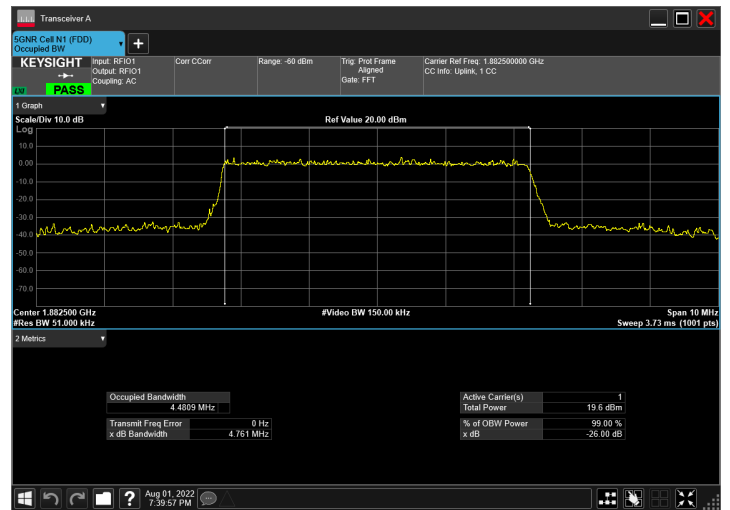 Transceiver A
5GNR Cell N1 (FDD)
Occupied BW
KEYSIGHT
LXI
PASS
Input: RFIO1
Output: RFIO1
Coupling: AC
Corr CCorr
Range: -60 dBm
Trig: Prot Frame
Aligned
Gate: FFT
Carrier Ref Freq: 1.882500000 GHz
CC Info: Uplink, 1 CC
1 Graph
Scale/Div 10.0 dB
Ref Value 20.00 dBm
Log
10.0
0.00
-10.0
-20.0
-30.0
-40.0
-50.0
-60.0
-70.0
Center 1.882500 GHz
#Video BW 150.00 kHz
Span 10 MHz
#Res BW 51.000 kHz
Sweep 3.73 ms (1001 pts)
2 Metrics
Occupied Bandwidth
4.4809 MHz
Transmit Freq Error 0 Hz
x dB Bandwidth 4.761 MHz
Active Carrier(s) 1
Total Power 19.6 dBm
% of OBW Power 99.00 %
x dB -26.00 dB
?
Aug 01, 2022
7:39:57 PM